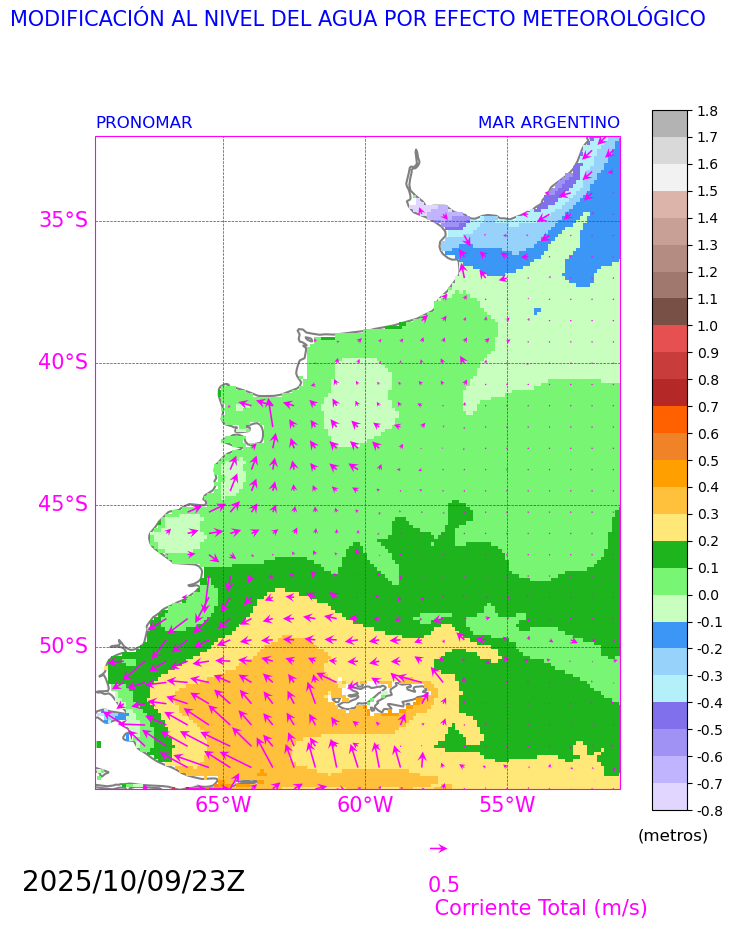 MODIFICACIÓN AL NIVEL DEL AGUA POR EFECTO METEOROLÓGICO
PRONOMAR MAR ARGENTINO
35°S
40°S
45°S
50°S
65°W 60°W 55°W
1.8
1.7
1.6
1.5
1.4
1.3
1.2
1.1
1.0
0.9
0.8
0.7
0.6
0.5
0.4
0.3
0.2
0.1
0.0
-0.1
-0.2
-0.3
-0.4
-0.5
-0.6
-0.7
-0.8
(metros)
2025/10/09/23Z
0.5
Corriente Total (m/s)